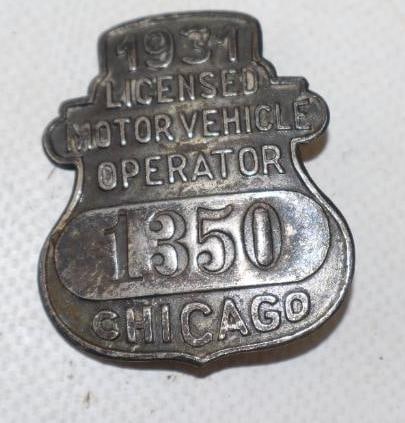 1931
LICENSED
MOTOR VEHICLE
OPERATOR
1350
CHICAGO